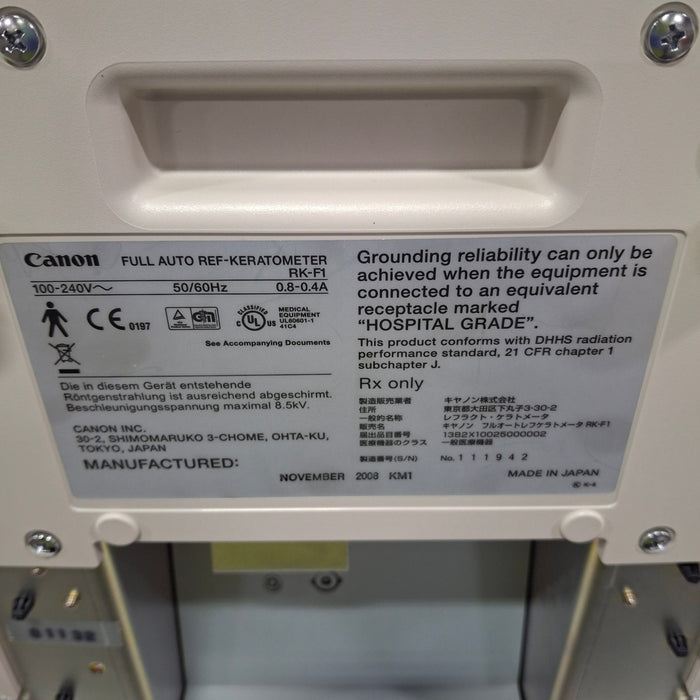 Canon FULL AUTO REF-KERATOMETER
RK-F1
100-240V～ 50/60Hz 0.8-0.4A
CE 0197
CLASSIFIED
C UL US
MEDICAL
EQUIPMENT
UL60601-1
41C4
See Accompanying Documents
Die in diesem Gerät entstehende
Röntgenstrahlung ist ausreichend abgeschirmt.
Beschleunigungsspannung maximal 8.5kV.
CANON INC.
30-2, SHIMOMARUKO 3-CHOME, OHTA-KU,
TOKYO, JAPAN
MANUFACTURED:
NOVEMBER 2008 KM1
Grounding reliability can only be
achieved when the equipment is
connected to an equivalent
receptacle marked
“HOSPITAL GRADE”.
This product conforms with DHHS radiation
performance standard, 21 CFR chapter 1
subchapter J.
Rx only
製造販売業者 キヤノン株式会社
住所 東京都大田区下丸子3-30-2
一般的名称 レフラクト・ケラトメータ
販売名 キヤノン フルオートレフケラトメータ RK-F1
届出品目番号 13B2X10025000002
医療機器のクラス 一般医療機器
製造番号(S/N) No. 111942
MADE IN JAPAN
K-4